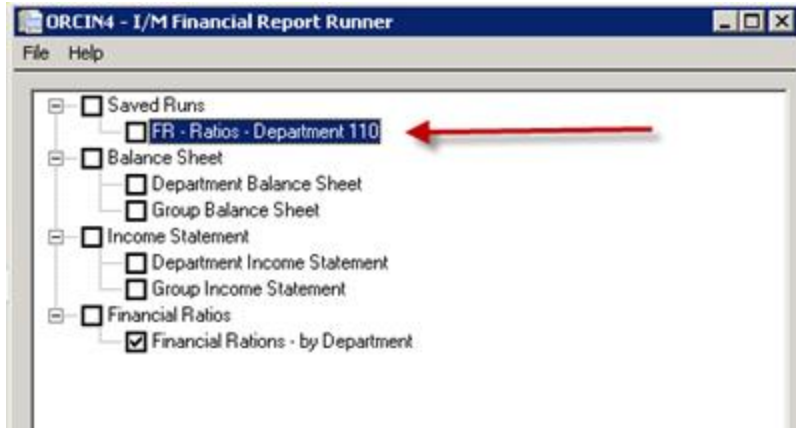 ORCIN4 - I/M Financial Report Runner
File Help
Saved Runs
FR - Ratios - Department 110
Balance Sheet
Department Balance Sheet
Group Balance Sheet
Income Statement
Department Income Statement
Group Income Statement
Financial Ratios
Financial Rations - by Department